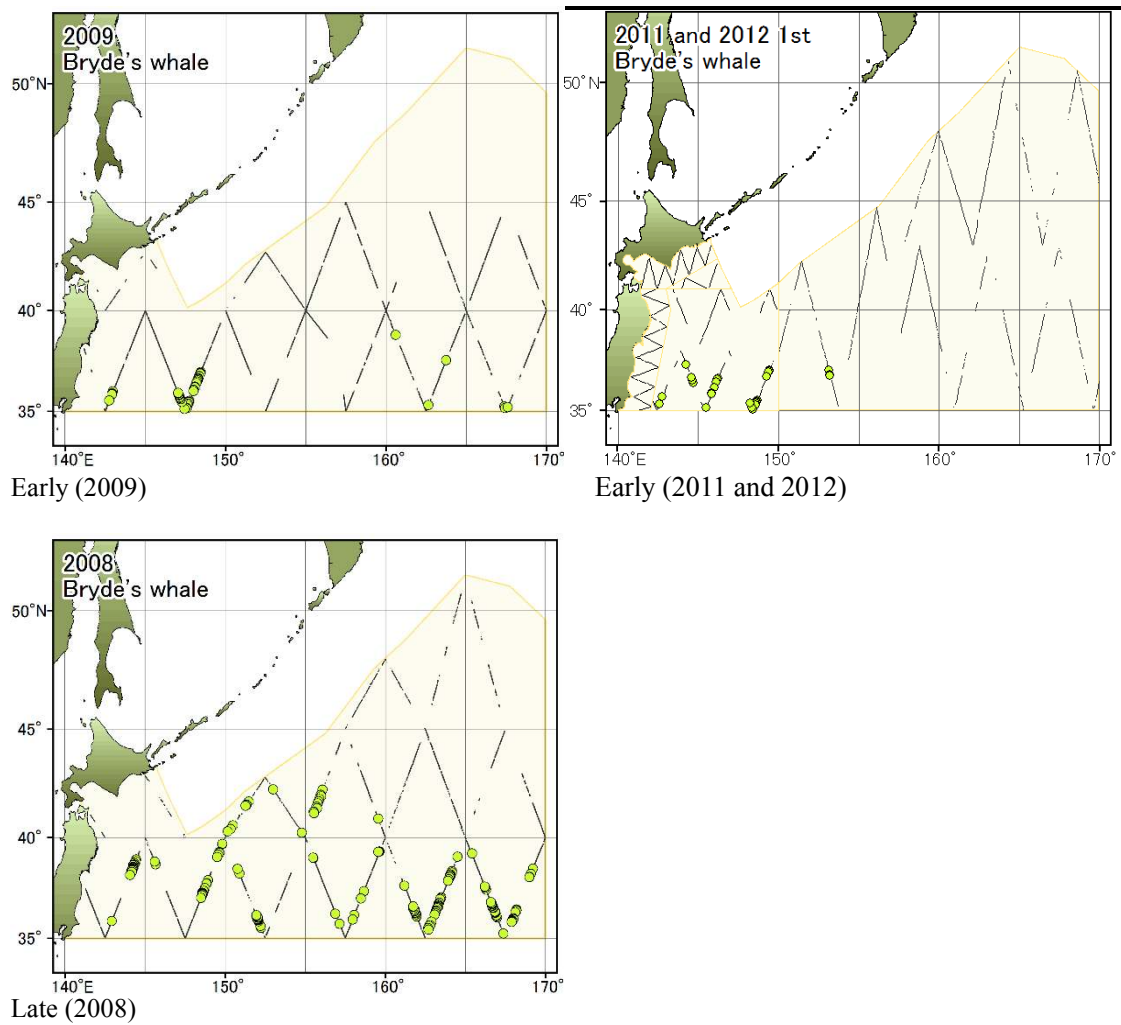 2009
Bryde's whale
50°N
45°
40°
35°
140°E
150°
160°
170°
Early (2009)
2011 and 2012 1st
Bryde's whale
50°N
45°
40°
35°
140°E
150°
160°
170°
Early (2011 and 2012)
2008
Bryde's whale
50°N
45°
40°
35°
140°E
150°
160°
170°
Late (2008)